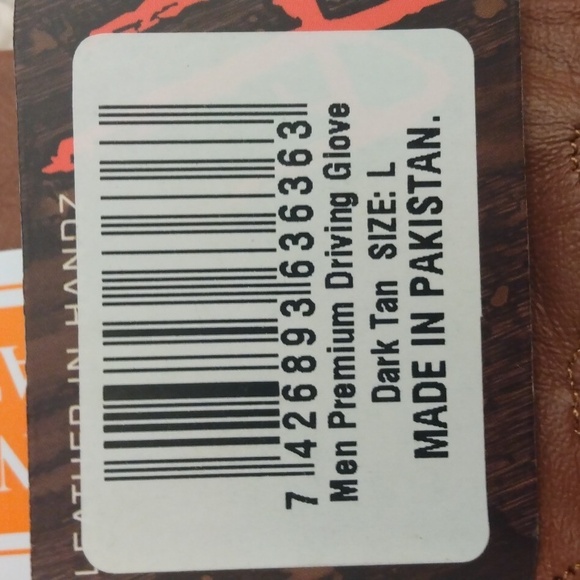 LEATHER IN HANDZ
7 426893 636363
Men Premium Driving Glove
Dark Tan SIZE: L
MADE IN PAKISTAN.